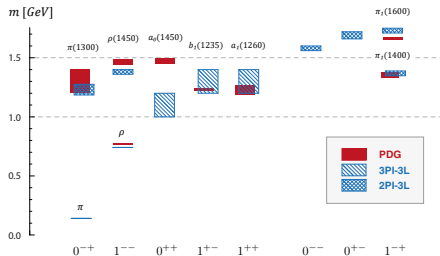 m [GeV]
π(1300)
ρ(1450)
a₀(1450)
b₁(1235)
a₁(1260)
π₁(1600)
π₁(1400)
1.5
1.0
0.5
0.0
ρ
π
PDG
3PI-3L
2PI-3L
0⁻⁺
1⁻⁻
0⁺⁺
1⁺⁻
1⁺⁺
0⁻⁻
0⁺⁻
1⁻⁺